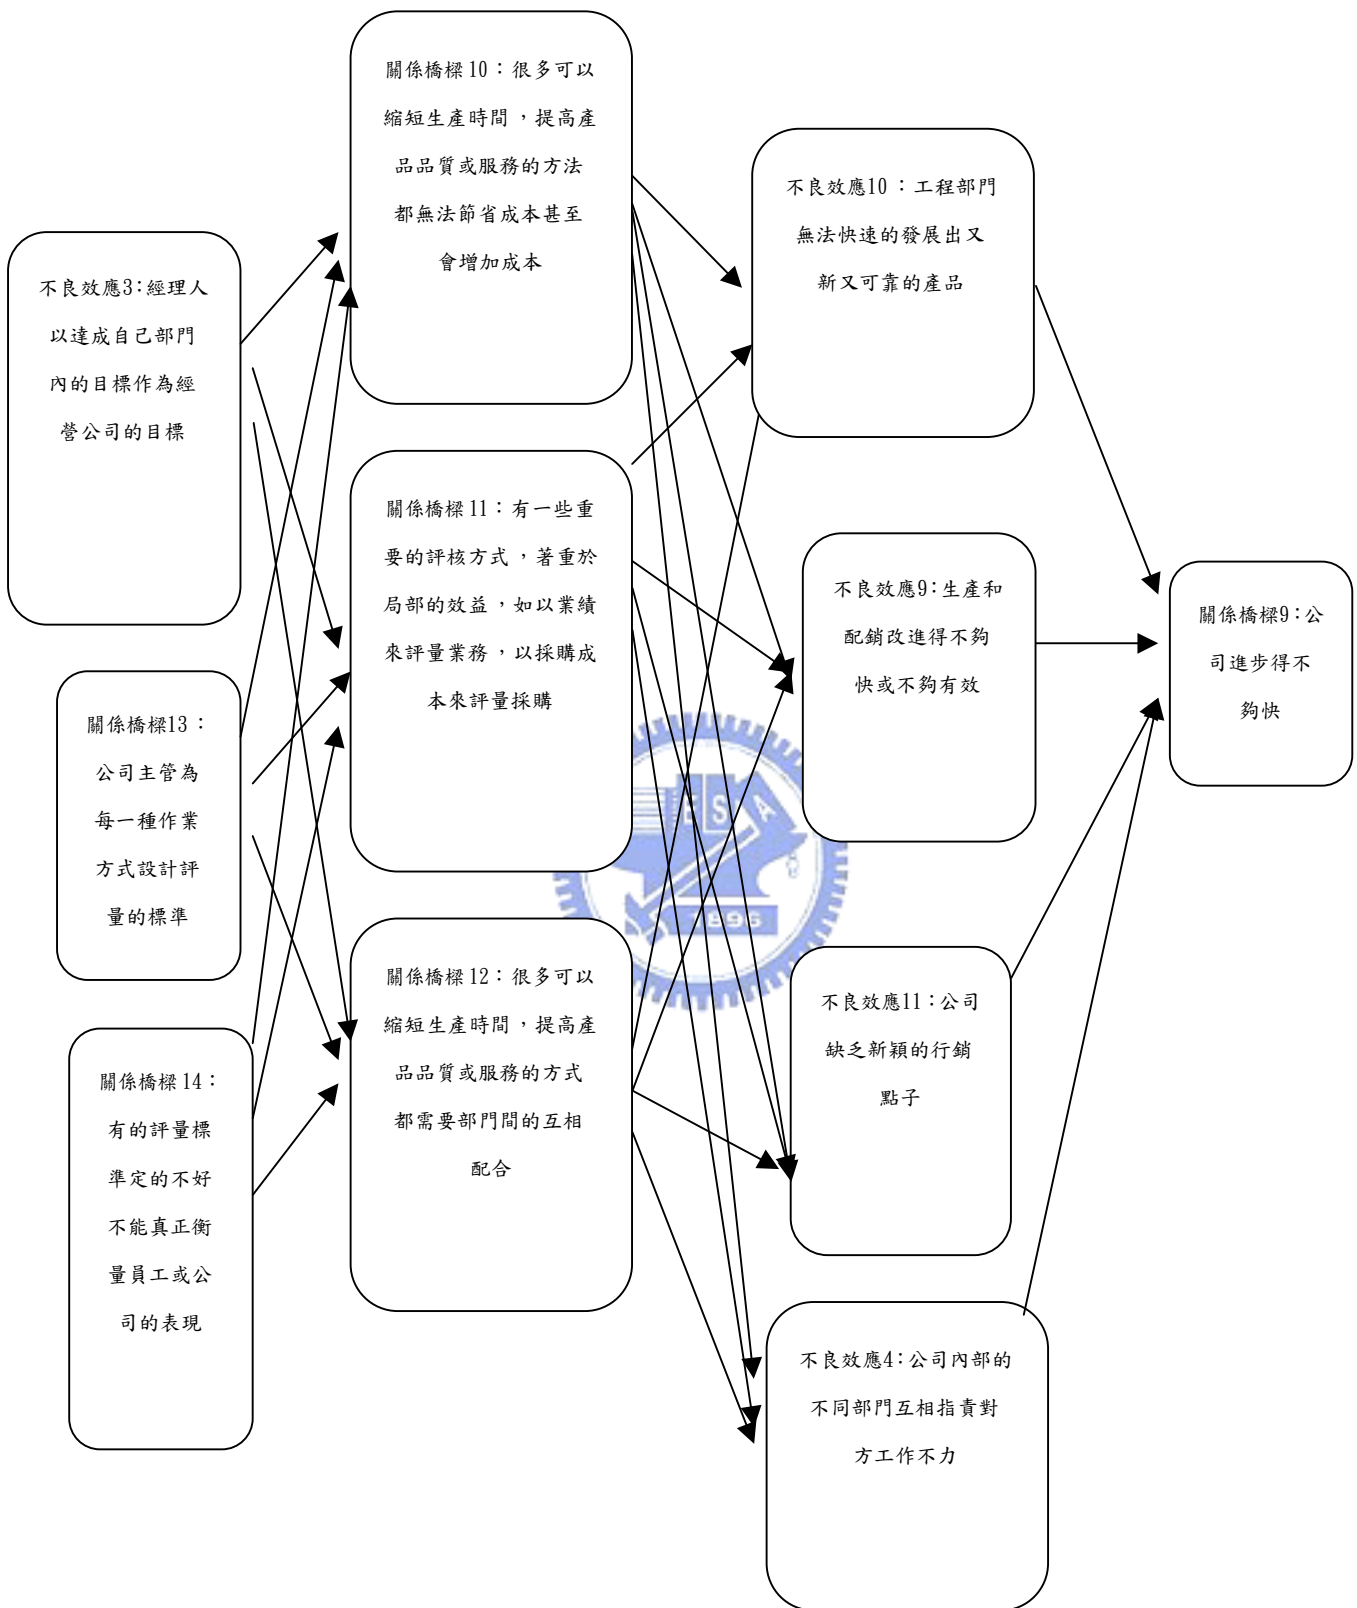 不良效應3：經理人
以達成自己部門
內的目標作為經
營公司的目標
關係橋樑13：
公司主管為
每一種作業
方式設計評
量的標準
關係橋樑14：
有的評量標
準定的不好
不能真正衡
量員工或公
司的表現
關係橋樑10：很多可以
縮短生產時間，提高產
品品質或服務的方法
都無法節省成本甚至
會增加成本
關係橋樑11：有一些重
要的評核方式，著重於
局部的效益，如以業績
來評量業務，以採購成
本來評量採購
關係橋樑12：很多可以
縮短生產時間，提高產
品品質或服務的方式
都需要部門間的互相
配合
不良效應10：工程部門
無法快速的發展出又
新又可靠的產品
不良效應9：生產和
配銷改進得不夠
快或不夠有效
不良效應11：公司
缺乏新穎的行銷
點子
不良效應4：公司內部的
不同部門互相指責對
方工作不力
關係橋樑9：公
司進步得不
夠快
ESA
1896